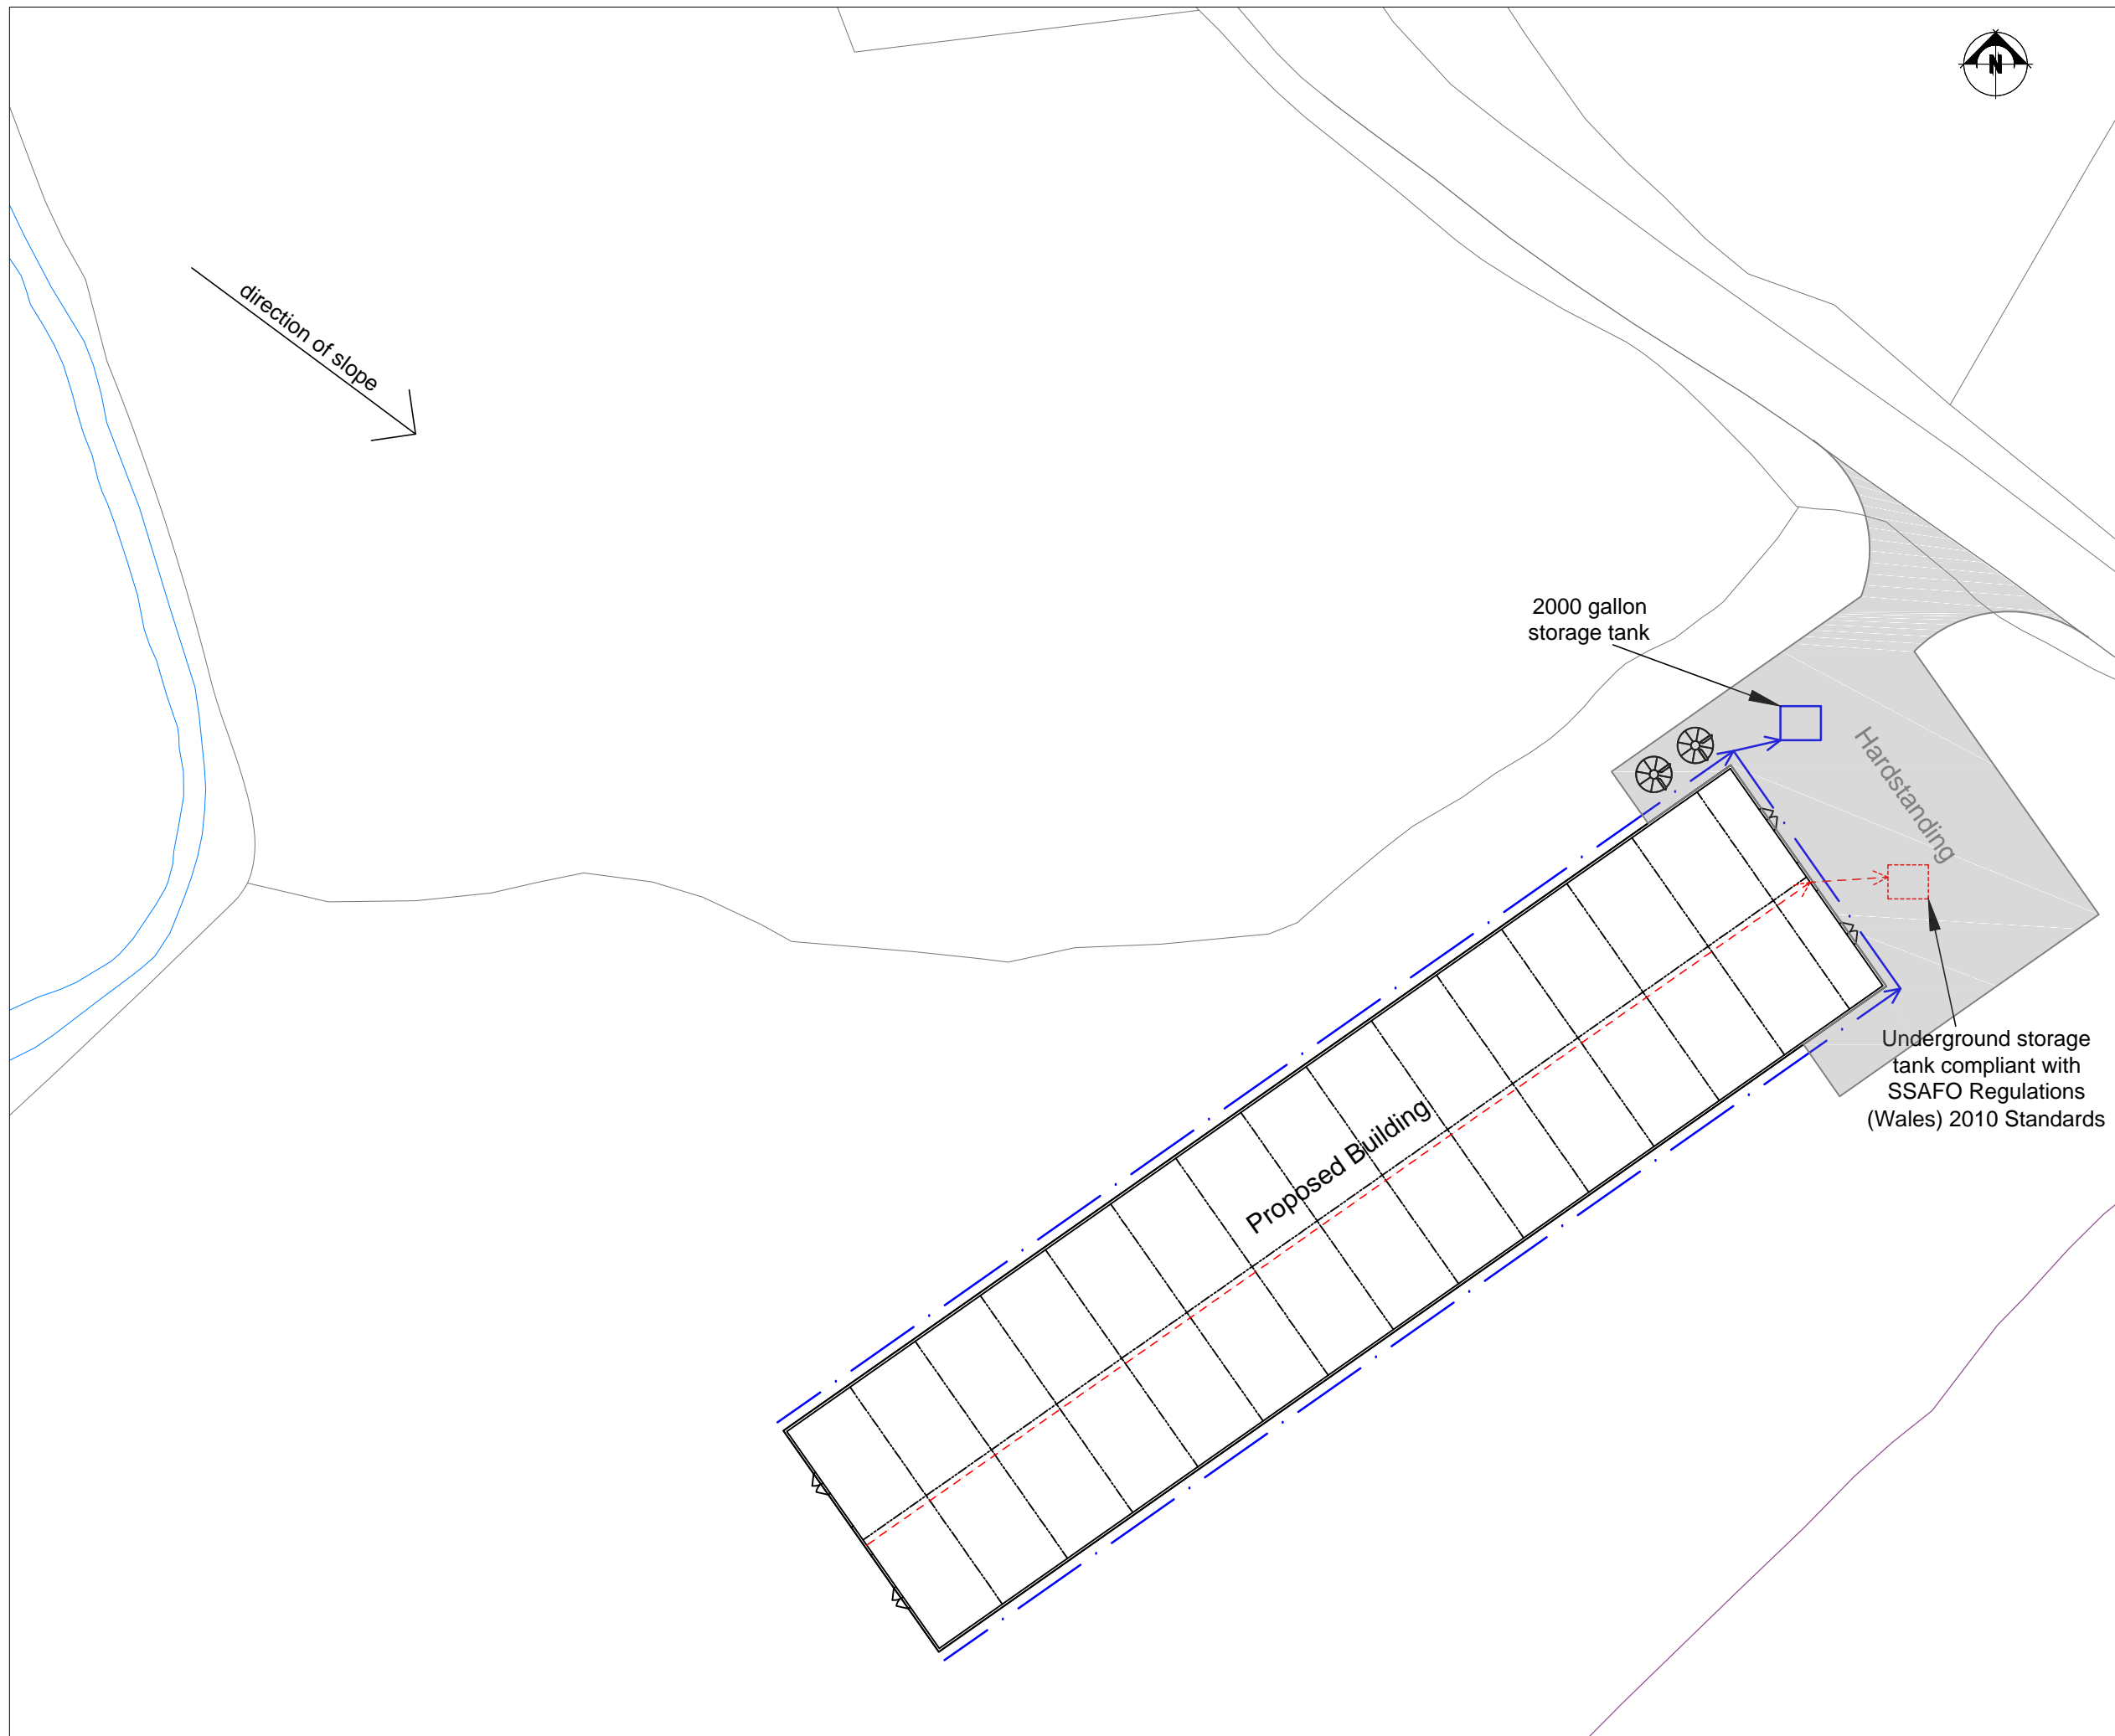 N
direction of slope
2000 gallon
storage tank
Hardstanding
Underground storage
tank compliant with
SSAFO Regulations
(Wales) 2010 Standards
Proposed Building